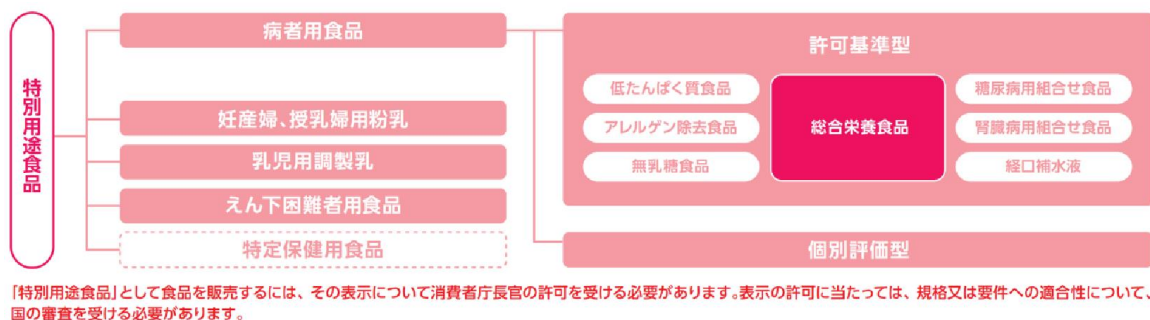 特別用途食品
病者用食品
妊産婦、授乳婦用粉乳
乳児用調製乳
えん下困難者用食品
特定保健用食品
許可基準型
低たんぱく質食品
アレルゲン除去食品
無乳糖食品
総合栄養食品
糖尿病用組合せ食品
腎臓病用組合せ食品
経口補水液
個別評価型
「特別用途食品」として食品を販売するには、その表示について消費者庁長官の許可を受ける必要があります。表示の許可に当たっては、規格又は要件への適合性について、
国の審査を受ける必要があります。